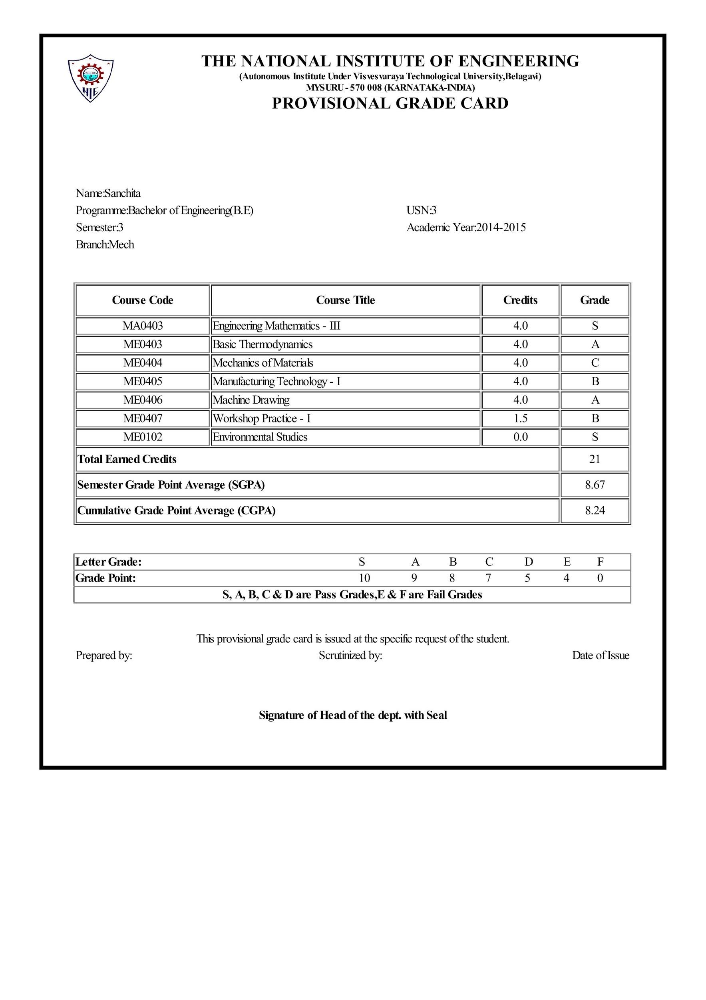 NIE
THE NATIONAL INSTITUTE OF ENGINEERING
(Autonomous Institute Under Visvesvaraya Technological University,Belagavi)
MYSURU - 570 008 (KARNATAKA-INDIA)
PROVISIONAL GRADE CARD
Name:Sanchita
Programme:Bachelor of Engineering(B.E) USN:3
Semester:3 Academic Year:2014-2015
Branch:Mech
Course Code Course Title Credits Grade
MA0403 Engineering Mathematics - III 4.0 S
ME0403 Basic Thermodynamics 4.0 A
ME0404 Mechanics of Materials 4.0 C
ME0405 Manufacturing Technology - I 4.0 B
ME0406 Machine Drawing 4.0 A
ME0407 Workshop Practice - I 1.5 B
ME0102 Environmental Studies 0.0 S
Total Earned Credits 21
Semester Grade Point Average (SGPA) 8.67
Cumulative Grade Point Average (CGPA) 8.24
Letter Grade: S A B C D E F
Grade Point: 10 9 8 7 5 4 0
S, A, B, C & D are Pass Grades,E & F are Fail Grades
This provisional grade card is issued at the specific request of the student.
Prepared by: Scrutinized by: Date of Issue
Signature of Head of the dept. with Seal